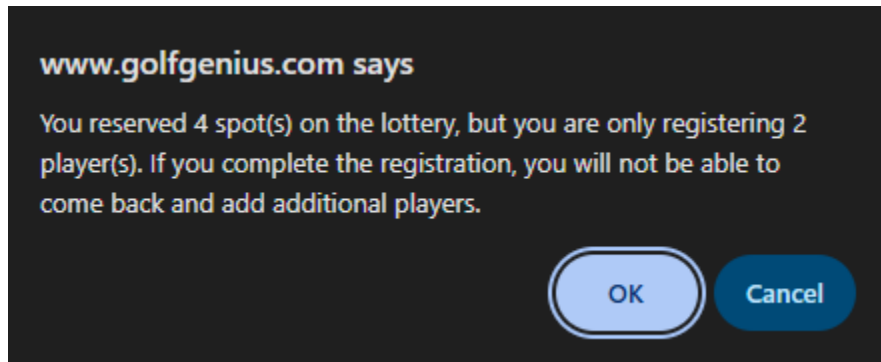 www.golfgenius.com says
You reserved 4 spot(s) on the lottery, but you are only registering 2
player(s). If you complete the registration, you will not be able to
come back and add additional players.
OK
Cancel